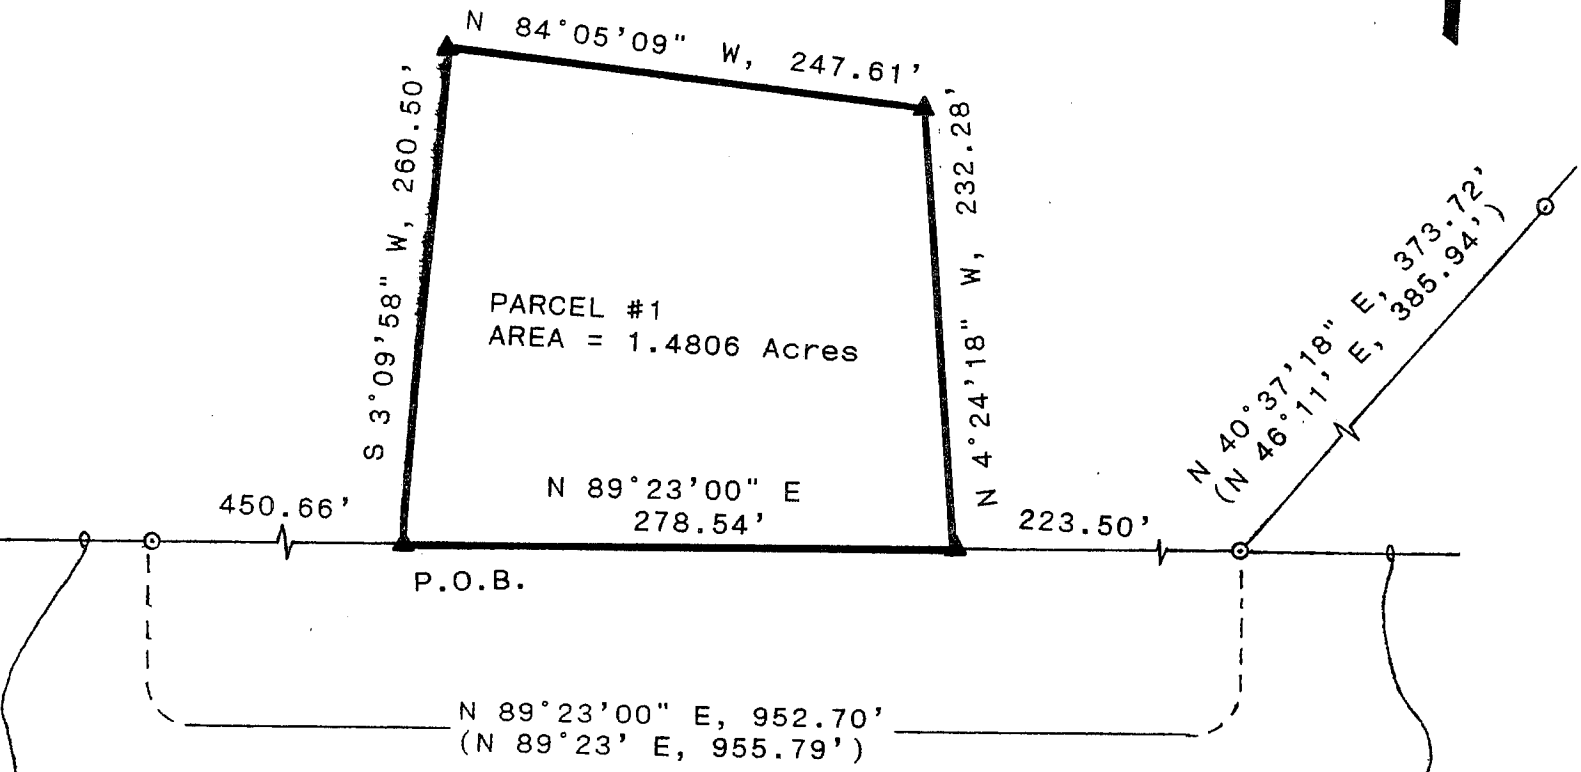 N 84°05'09" W, 247.61'
S 3°09'58" W, 260.50'
N 4°24'18" W, 232.28'
PARCEL #1
AREA = 1.4806 Acres
N 40°37'18" E, 373.72'
(N 46°11' E, 385.94')
N 89°23'00" E
278.54'
450.66'
223.50'
P.O.B.
N 89°23'00" E, 952.70'
(N 89°23' E, 955.79')